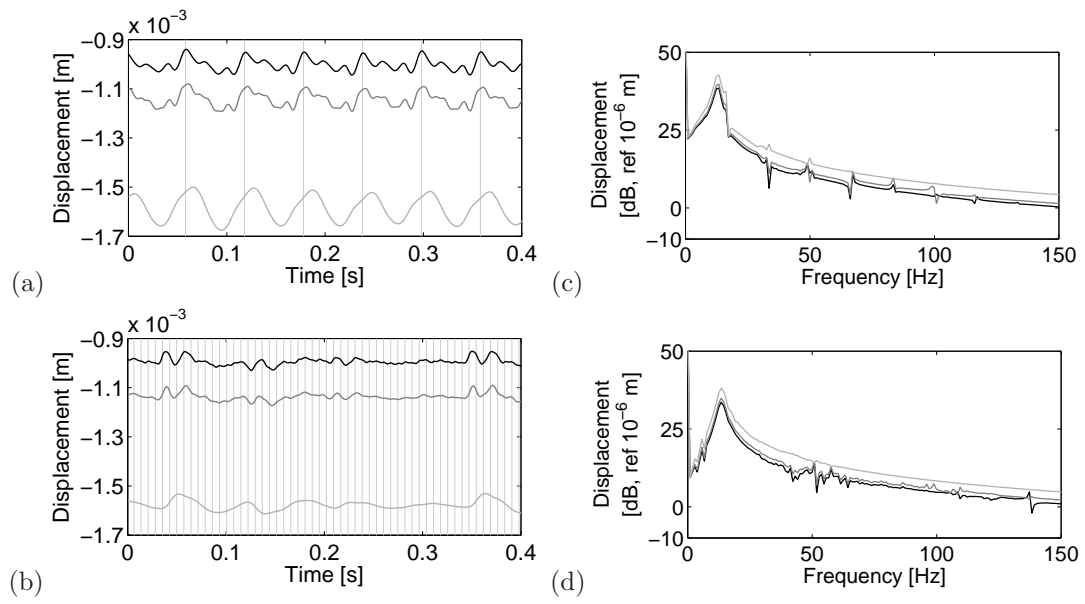 x 10−3
−0.9
−1.1
−1.3
−1.5
−1.7
Displacement [m]
0 0.1 0.2 0.3 0.4
Time [s]
(a)
50
25
0
−10
Displacement
[dB, ref 10−6 m]
0 50 100 150
Frequency [Hz]
(c)
x 10−3
−0.9
−1.1
−1.3
−1.5
−1.7
Displacement [m]
0 0.1 0.2 0.3 0.4
Time [s]
(b)
50
25
0
−10
Displacement
[dB, ref 10−6 m]
0 50 100 150
Frequency [Hz]
(d)